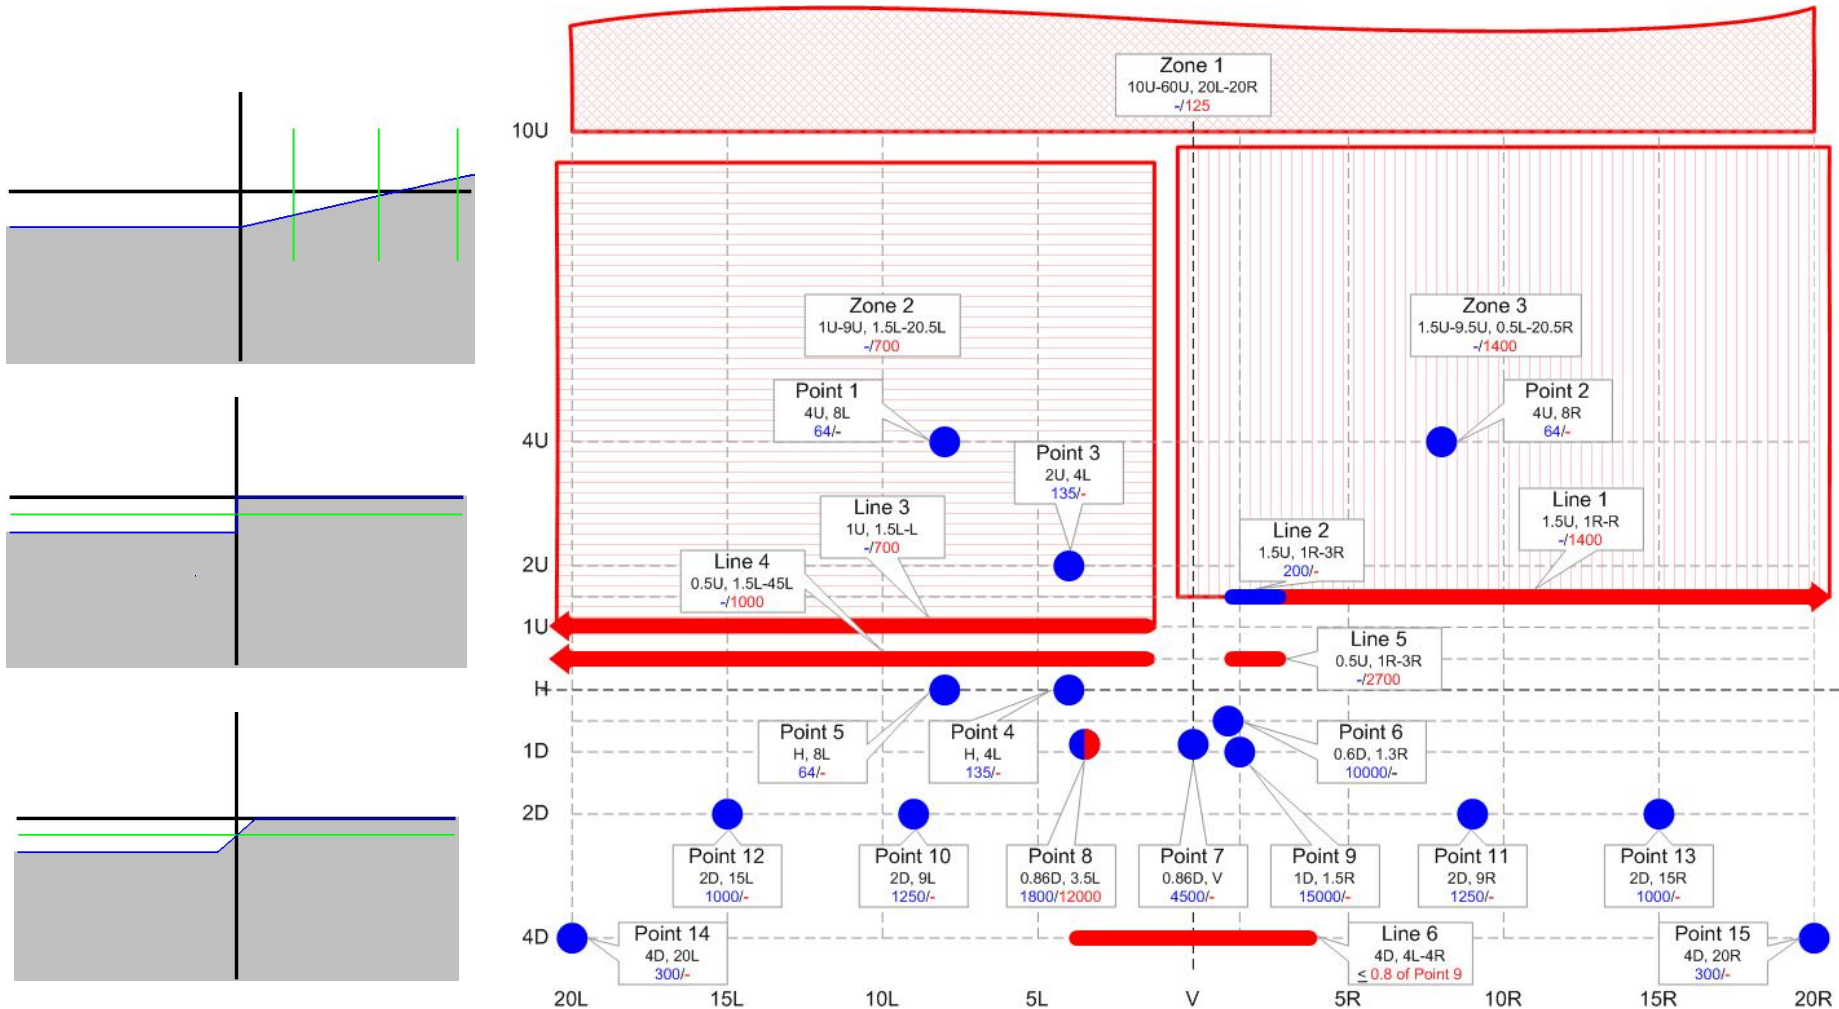 Zone 1
10U-60U, 20L-20R
-/125
10U
Zone 2
1U-9U, 1.5L-20.5L
-/700
Zone 3
1.5U-9.5U, 0.5L-20.5R
-/1400
Point 1
4U, 8L
64/-
Point 2
4U, 8R
64/-
4U
Point 3
2U, 4L
135/-
Line 3
1U, 1.5L-L
-/700
Line 1
1.5U, 1R-R
-/1400
Line 2
1.5U, 1R-3R
200/-
Line 4
0.5U, 1.5L-45L
-/1000
2U
1U
Line 5
0.5U, 1R-3R
-/2700
H
Point 5
H, 8L
64/-
Point 4
H, 4L
135/-
Point 6
0.6D, 1.3R
10000/-
1D
2D
Point 12
2D, 15L
1000/-
Point 10
2D, 9L
1250/-
Point 8
0.86D, 3.5L
1800/12000
Point 7
0.86D, V
4500/-
Point 9
1D, 1.5R
15000/-
Point 11
2D, 9R
1250/-
Point 13
2D, 15R
1000/-
4D
Point 14
4D, 20L
300/-
Line 6
4D, 4L-4R
≤ 0.8 of Point 9
Point 15
4D, 20R
300/-
20L 15L 10L 5L V 5R 10R 15R 20R